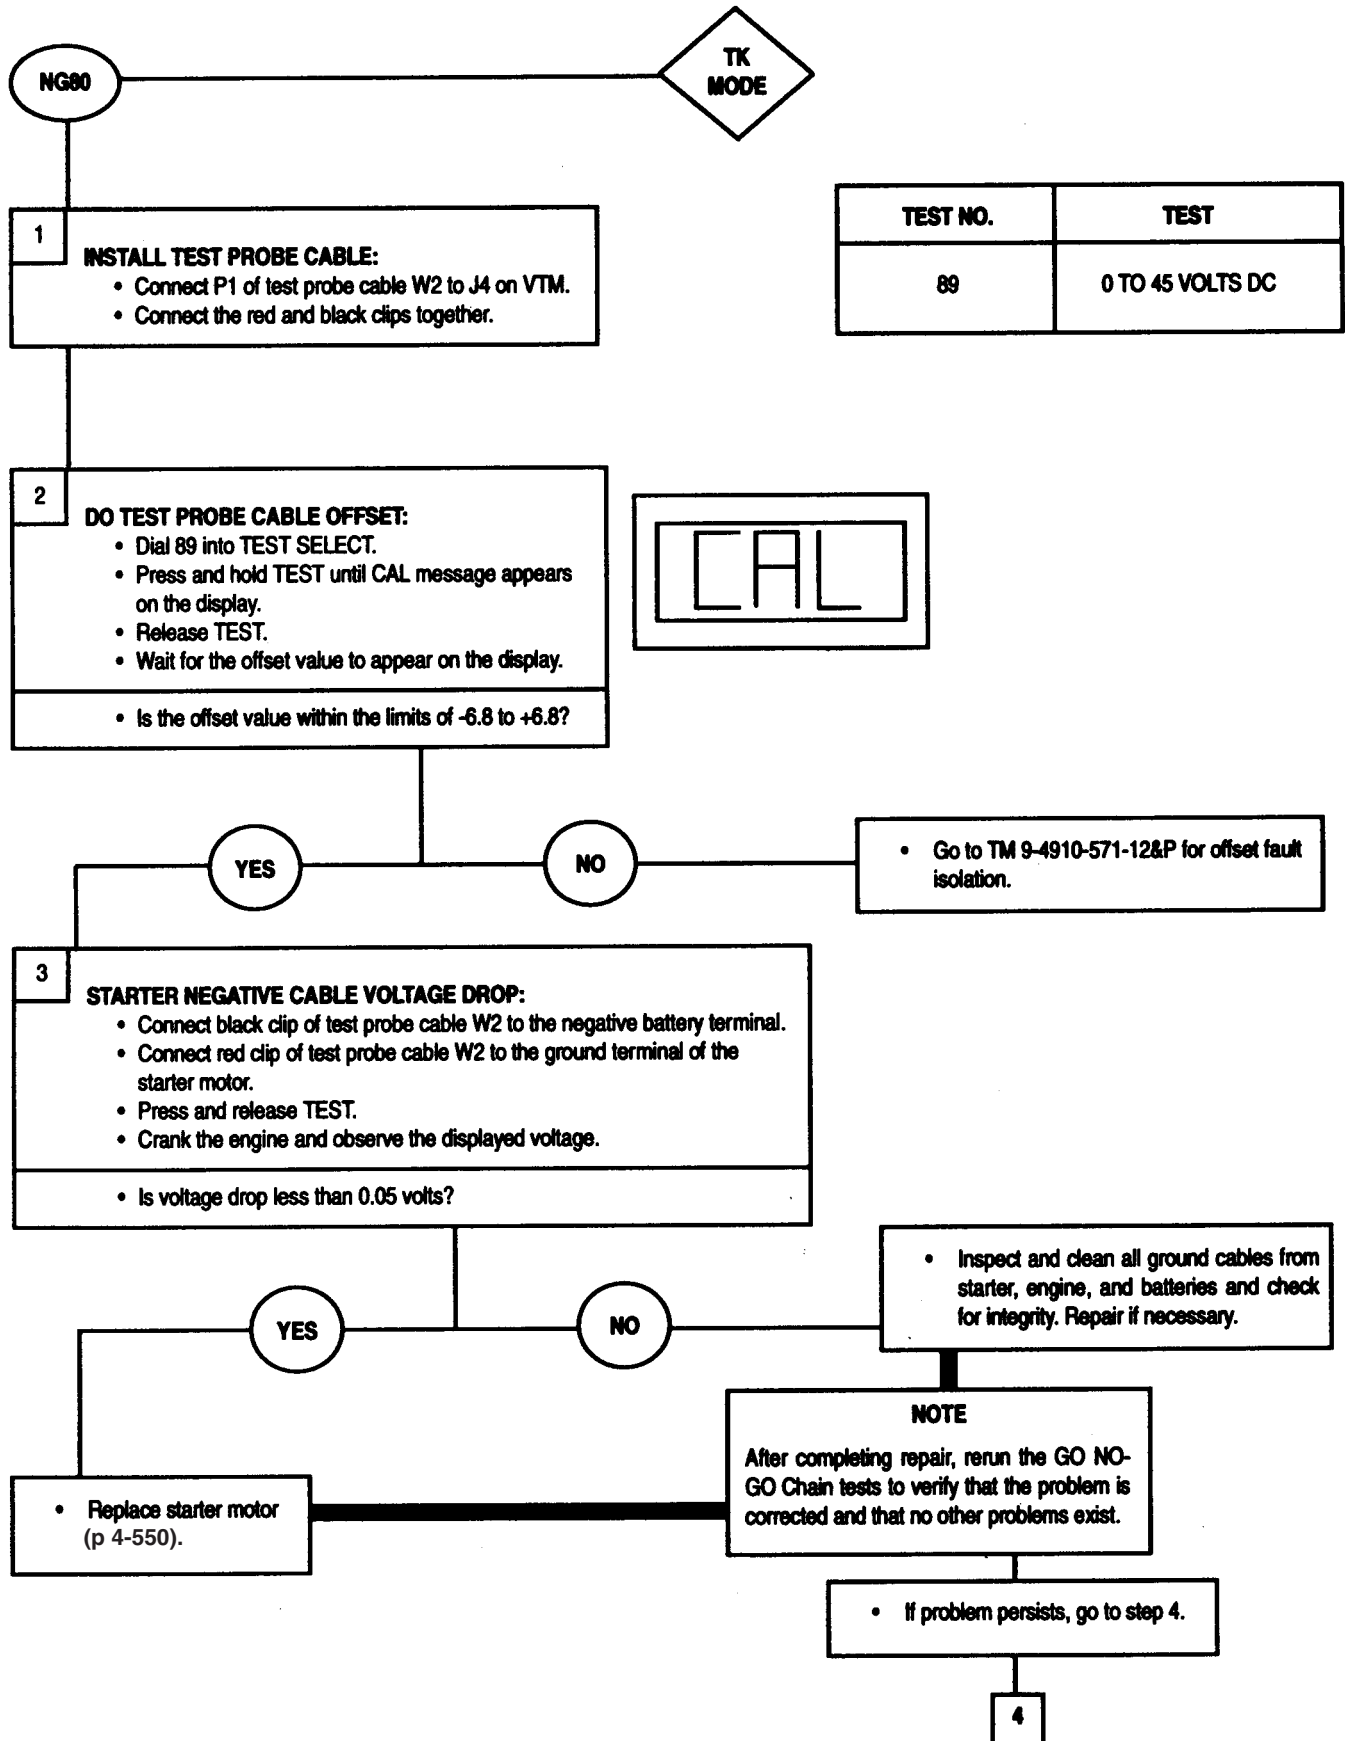 NG80
TK
MODE
1
INSTALL TEST PROBE CABLE:
• Connect P1 of test probe cable W2 to J4 on VTM.
• Connect the red and black clips together.
TEST NO.
TEST
89
0 TO 45 VOLTS DC
2
DO TEST PROBE CABLE OFFSET:
• Dial 89 into TEST SELECT.
• Press and hold TEST until CAL message appears
on the display.
• Release TEST.
• Wait for the offset value to appear on the display.
• Is the offset value within the limits of -6.8 to +6.8?
CAL
YES
NO
• Go to TM 9-4910-571-12&P for offset fault
isolation.
3
STARTER NEGATIVE CABLE VOLTAGE DROP:
• Connect black clip of test probe cable W2 to the negative battery terminal.
• Connect red clip of test probe cable W2 to the ground terminal of the
starter motor.
• Press and release TEST.
• Crank the engine and observe the displayed voltage.
• Is voltage drop less than 0.05 volts?
YES
NO
• Inspect and clean all ground cables from
starter, engine, and batteries and check
for integrity. Repair if necessary.
NOTE
After completing repair, rerun the GO NO-
GO Chain tests to verify that the problem is
corrected and that no other problems exist.
• Replace starter motor
(p 4-550).
• If problem persists, go to step 4.
4